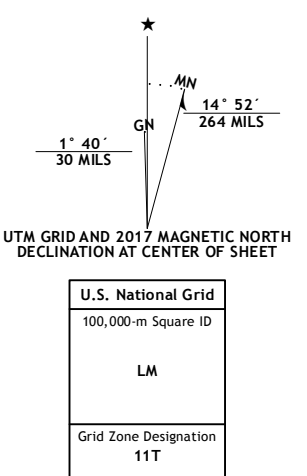 ★
MN
GN
14° 52´
264 MILS
1° 40´
30 MILS
UTM GRID AND 2017 MAGNETIC NORTH
DECLINATION AT CENTER OF SHEET
U.S. National Grid
100,000-m Square ID
LM
Grid Zone Designation
11T